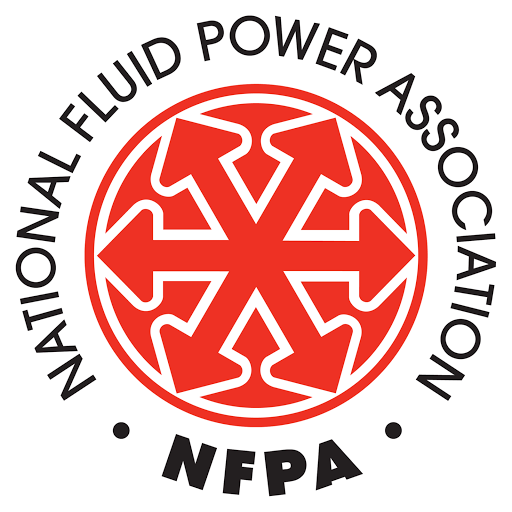 NATIONAL FLUID POWER ASSOCIATION
• NFPA •